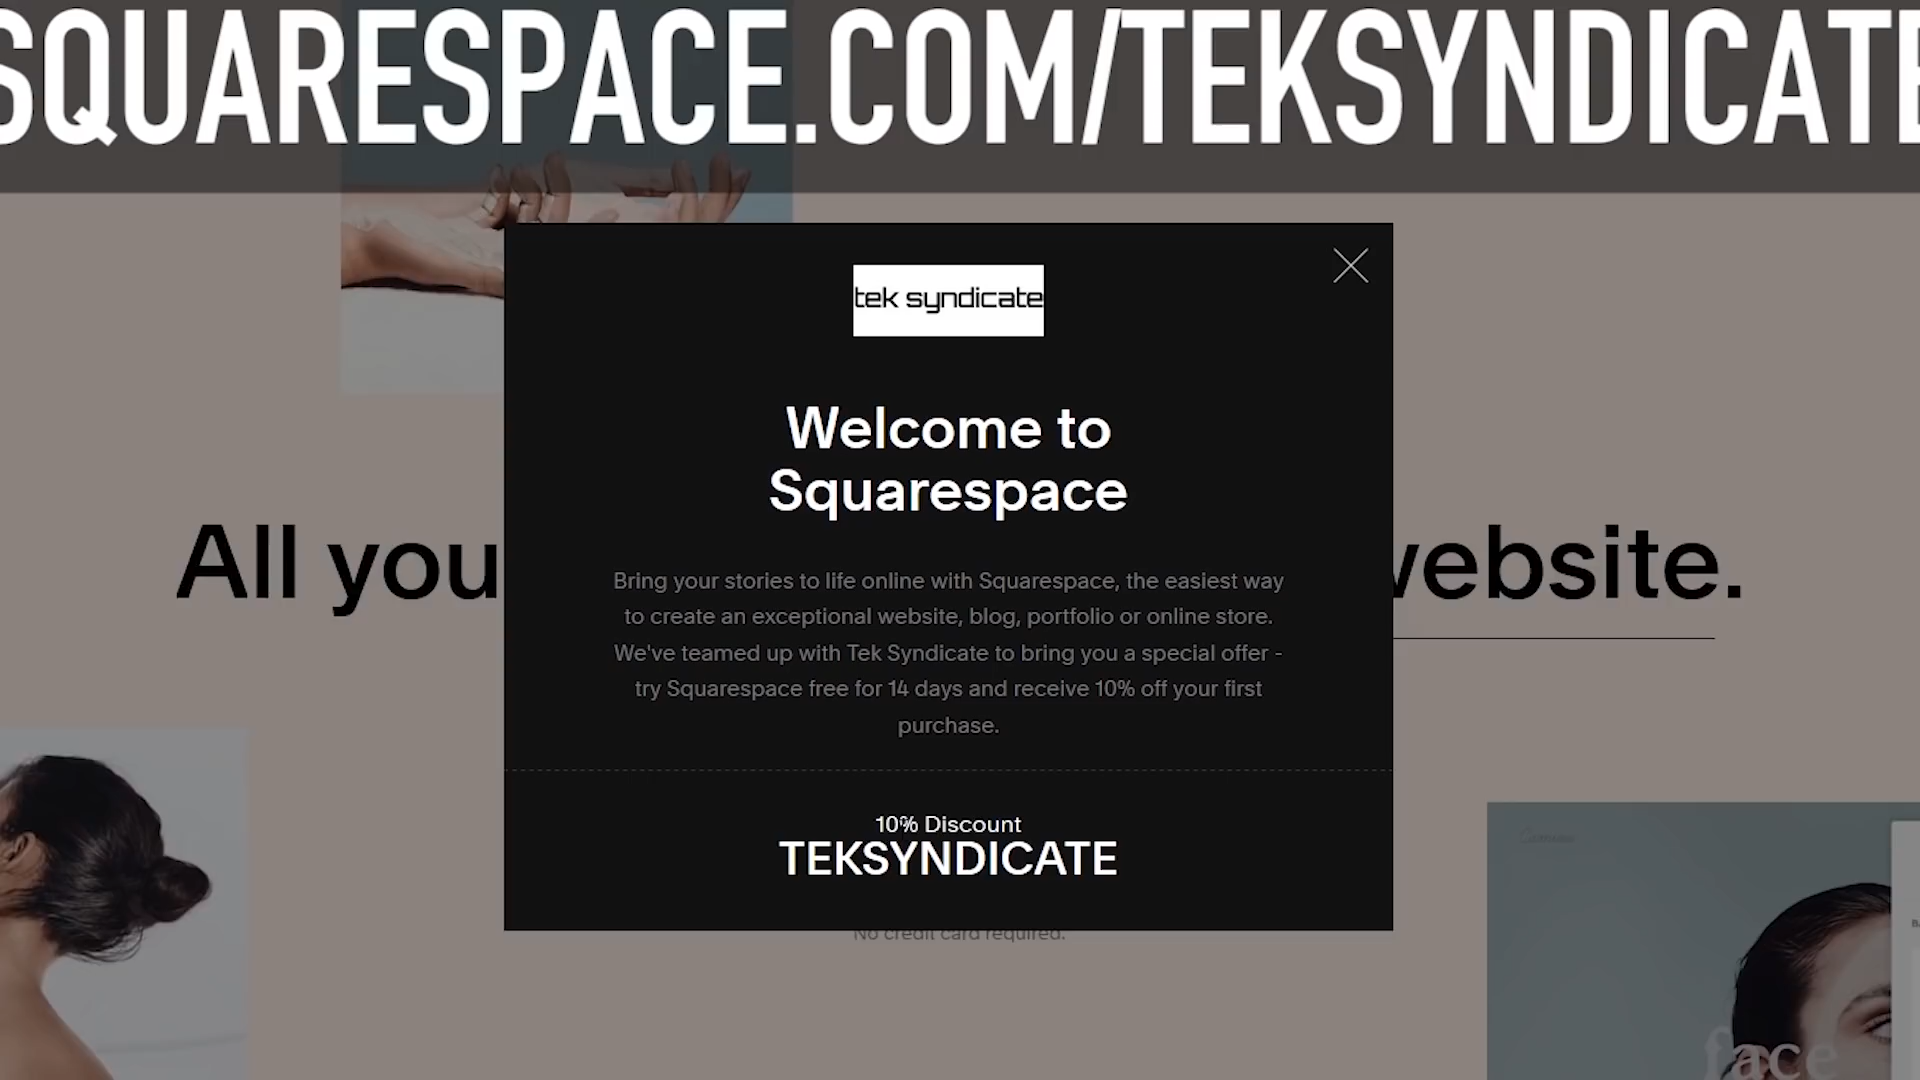 SQUARESPACE.COM/TEKSYNDICATE
tek syndicate
Welcome to
Squarespace
All you
website.
Bring your stories to life online with Squarespace, the easiest way
to create an exceptional website, blog, portfolio or online store.
We've teamed up with Tek Syndicate to bring you a special offer -
try Squarespace free for 14 days and receive 10% off your first
purchase.
10% Discount
TEKSYNDICATE
No credit card required.
face